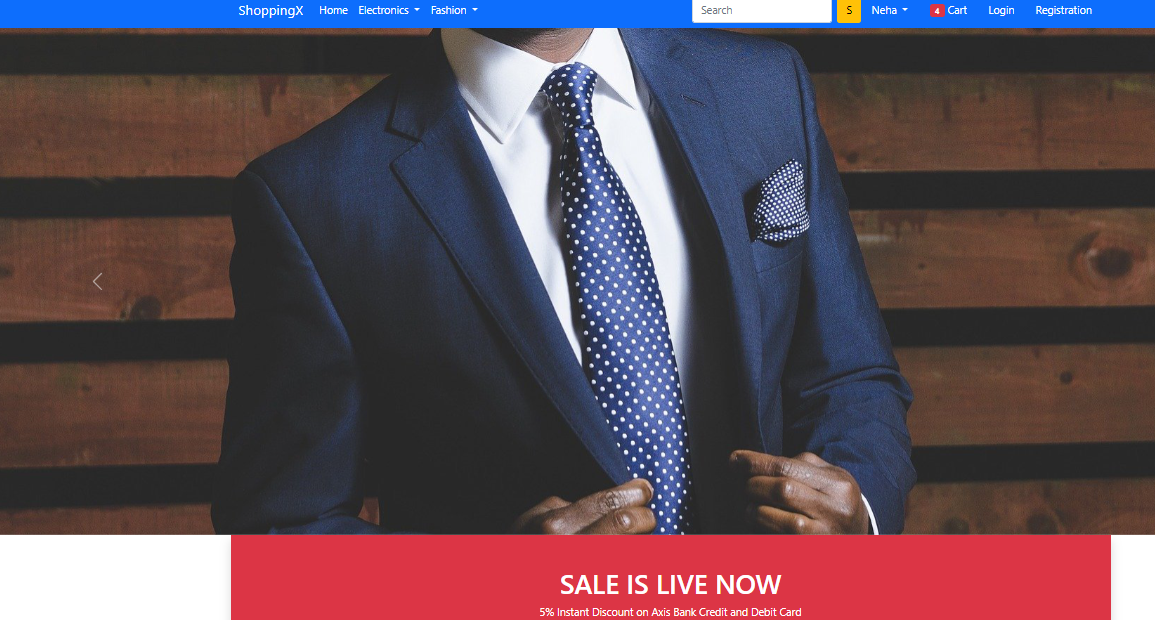 ShoppingX Home Electronics Fashion Search S Neha 4 Cart Login Registration
SALE IS LIVE NOW
5% Instant Discount on Axis Bank Credit and Debit Card